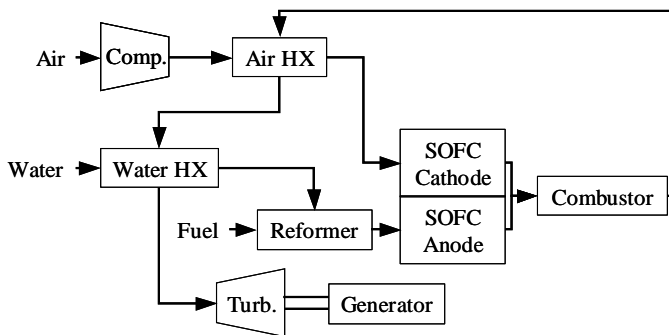 Air
Comp.
Air HX
Water
Water HX
SOFC
Cathode
SOFC
Anode
Combustor
Fuel
Reformer
Turb.
Generator